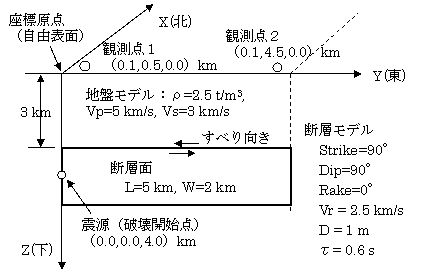 座標原点
（自由表面）
X（北）
観測点１
（0.1,0.5,0.0） km
観測点２
（0.1,4.5,0.0） km
Y（東）
3 km
地盤モデル：ρ=2.5 t/m³,
Vp=5 km/s, Vs=3 km/s
すべり向き
断層面
L=5 km, W=2 km
断層モデル
Strike=90°
Dip=90°
Rake=0°
Vr = 2.5 km/s
D = 1 m
τ = 0.6 s
震源（破壊開始点）
（0.0,0.0,4.0） km
Z（下）